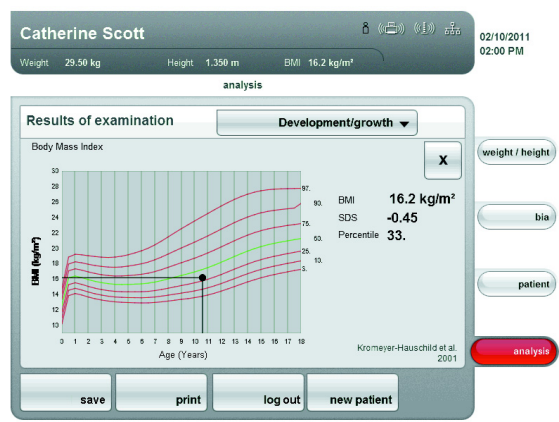 Catherine Scott
02/10/2011
02:00 PM
Weight 29.50 kg Height 1.350 m BMI 16.2 kg/m²
analysis
Results of examination
Development/growth
Body Mass Index
X
BMI 16.2 kg/m²
SDS -0.45
Percentile 33.
BMI (kg/m²)
30
28
26
24
22
20
18
16
15
12
10
97.
90.
75.
50.
25.
10.
3.
0 1 2 3 4 5 6 7 8 9 10 11 12 13 14 15 16 17 18
Age (Years)
Kromeyer-Hauschild et al.
2001
weight / height
bia
patient
analysis
save
print
log out
new patient